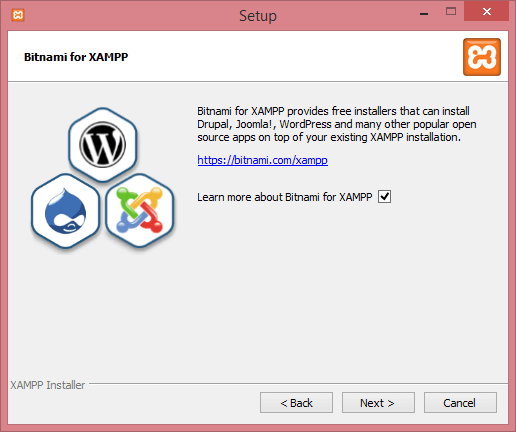 Setup
Bitnami for XAMPP
Bitnami for XAMPP provides free installers that can install
Drupal, Joomla!, WordPress and many other popular open
source apps on top of your existing XAMPP installation.
https://bitnami.com/xampp
Learn more about Bitnami for XAMPP
XAMPP Installer
< Back
Next >
Cancel